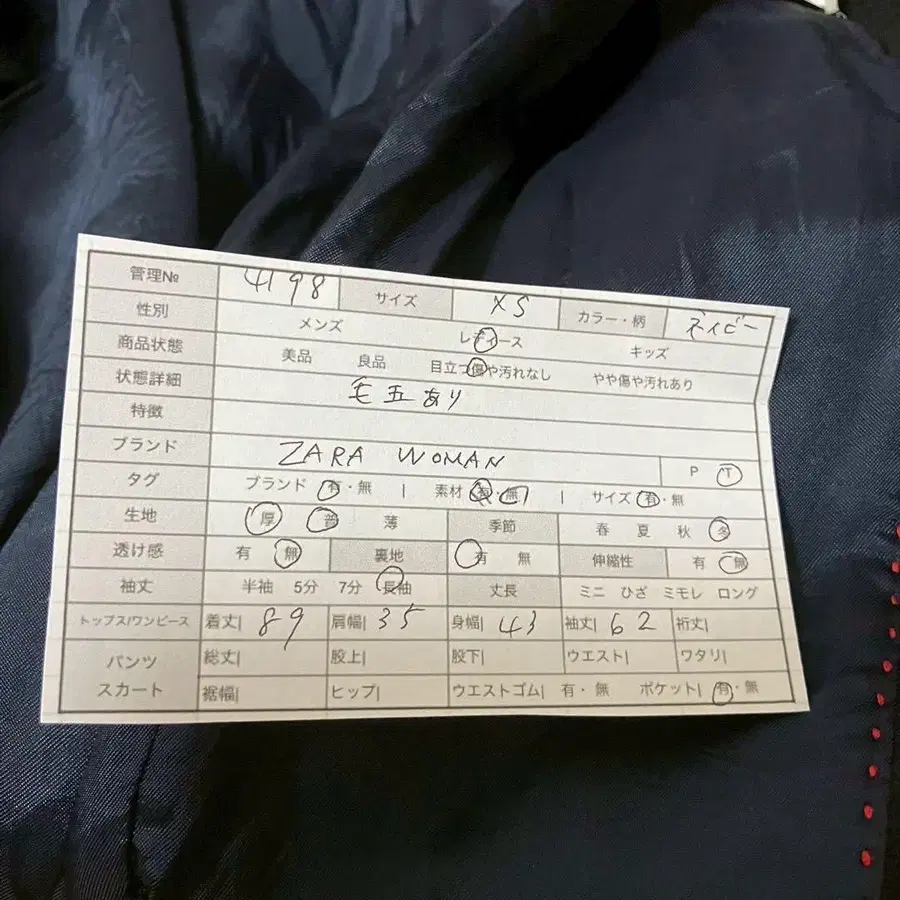 管理№ 4198 サイズ XS カラー・柄 ネイビー
性別 メンズ レディース キッズ
商品状態 美品 良品 目立つ傷や汚れなし やや傷や汚れあり
状態詳細 毛玉あり
特徴
ブランド ZARA WOMAN P T
タグ ブランド 有・無 | 素材 有・無 | サイズ 有・無
生地 厚 普 薄 季節 春 夏 秋 冬
透け感 有 無 裏地 有 無 伸縮性 有 無
袖丈 半袖 5分 7分 長袖 丈長 ミニ ひざ ミモレ ロング
トップス/ワンピース 着丈| 89 肩幅| 35 身幅| 43 袖丈| 62 裄丈|
パンツ 総丈| 股上| 股下| ウエスト| ワタリ|
スカート 裾幅| ヒップ| ウエストゴム| 有・無 ポケット| 有・無